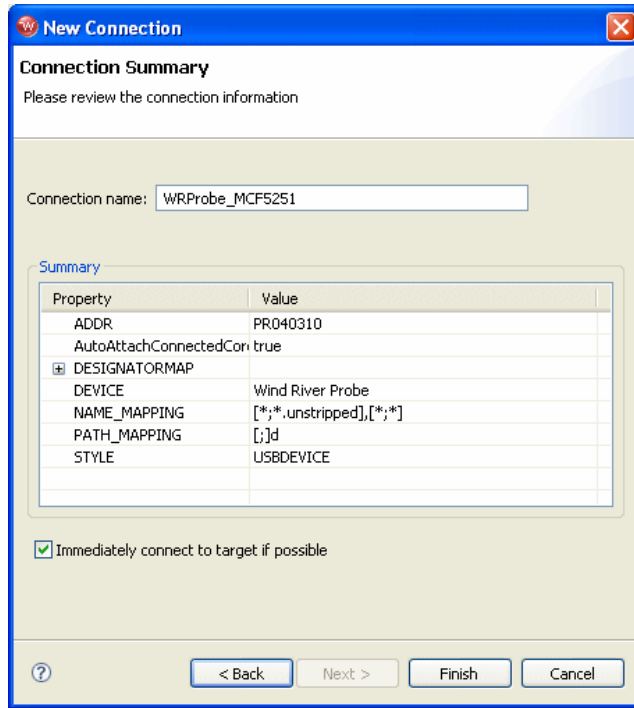 New Connection
Connection Summary
Please review the connection information
Connection name: WRProbe_MCF5251
Summary
Property Value
ADDR PR040310
AutoAttachConnectedCor true
DESIGNATORMAP
DEVICE Wind River Probe
NAME_MAPPING [*;*.unstripped],[*;*]
PATH_MAPPING [;]d
STYLE USBDEVICE
Immediately connect to target if possible
? < Back Next > Finish Cancel